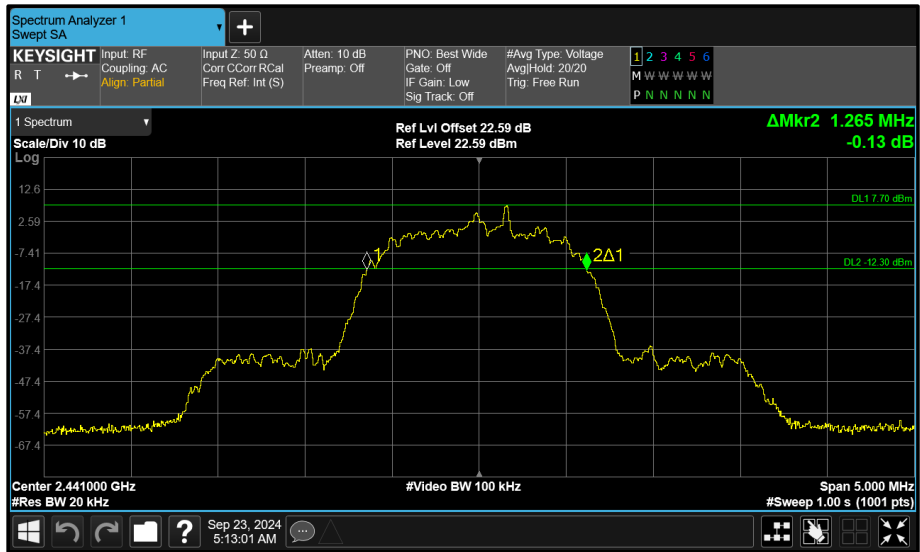 Spectrum Analyzer 1
Swept SA
KEYSIGHT
R T
LXI
Input: RF
Coupling: AC
Align: Partial
Input Z: 50 Ω
Corr CCorr RCal
Freq Ref: Int (S)
Atten: 10 dB
Preamp: Off
PNO: Best Wide
Gate: Off
IF Gain: Low
Sig Track: Off
#Avg Type: Voltage
Avg|Hold: 20/20
Trig: Free Run
1 2 3 4 5 6
M W W W W W
P N N N N N
1 Spectrum
Scale/Div 10 dB
Log
Ref Lvl Offset 22.59 dB
Ref Level 22.59 dBm
ΔMkr2 1.265 MHz
-0.13 dB
12.6
DL1 7.70 dBm
2.59
-7.41
1
2Δ1
DL2 -12.30 dBm
-17.4
-27.4
-37.4
-47.4
-57.4
-67.4
Center 2.441000 GHz
#Video BW 100 kHz
Span 5.000 MHz
#Res BW 20 kHz
#Sweep 1.00 s (1001 pts)
?
Sep 23, 2024
5:13:01 AM